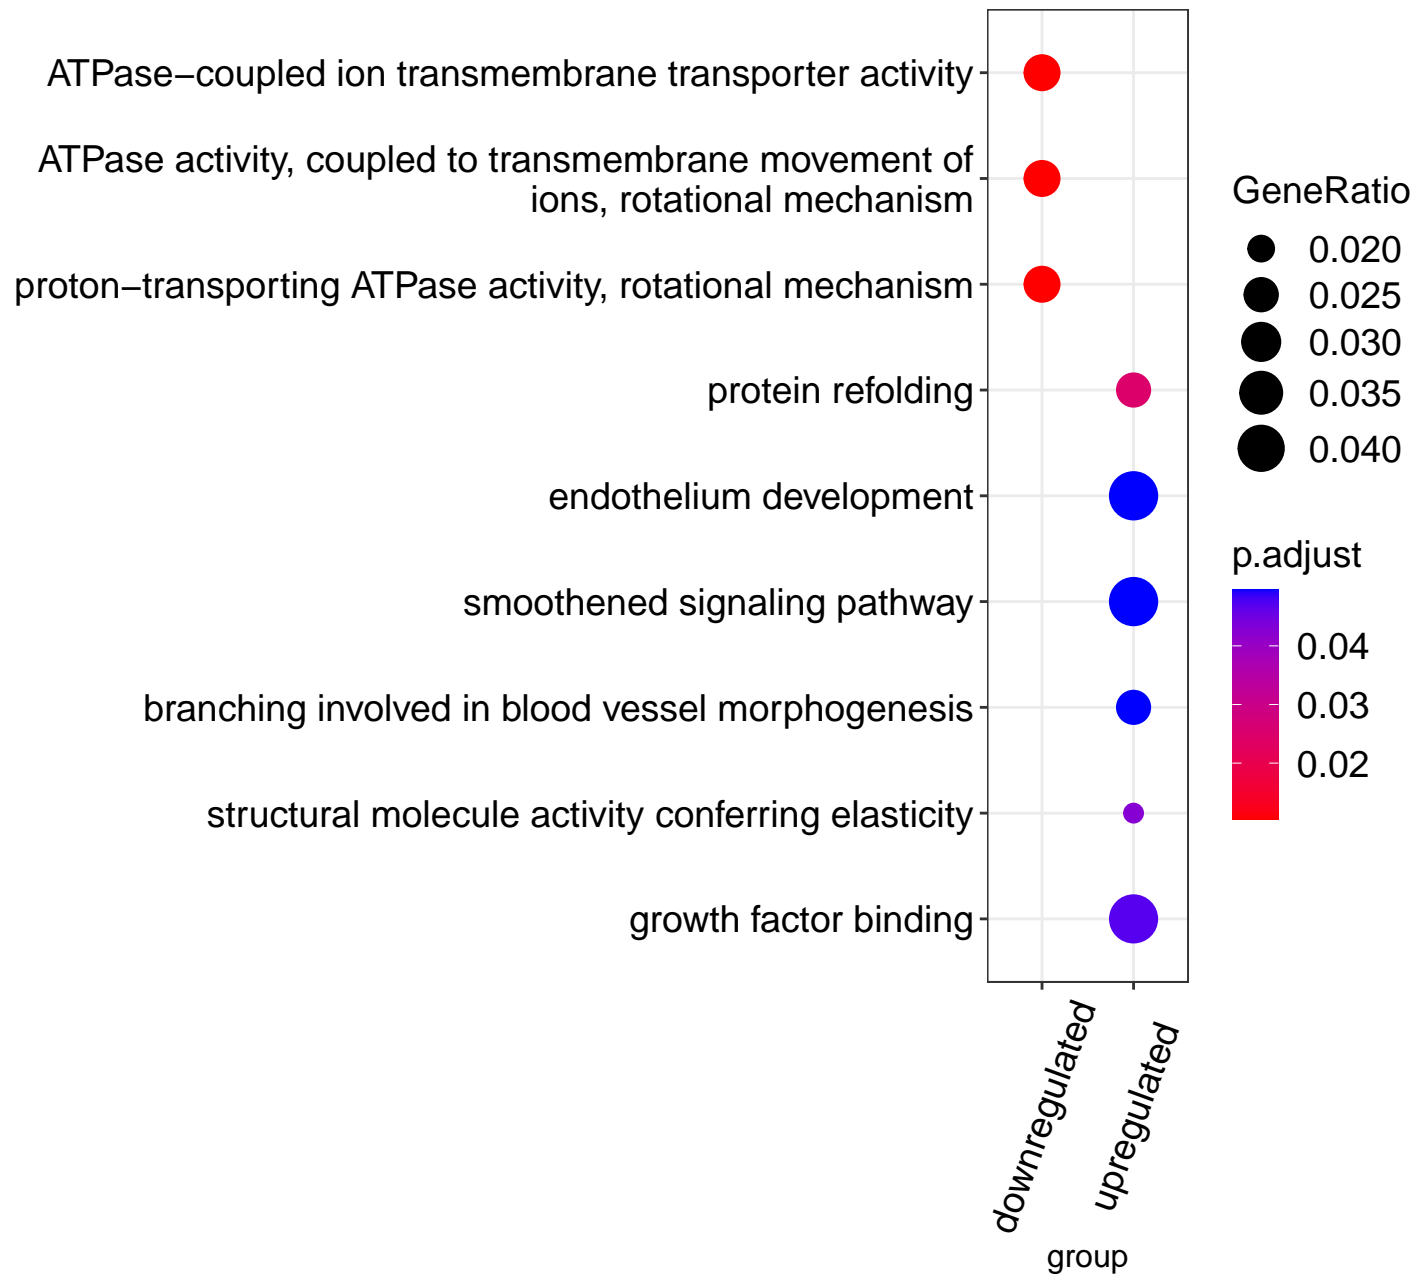 ATPase−coupled ion transmembrane transporter activity
ATPase activity, coupled to transmembrane movement of
ions, rotational mechanism
proton−transporting ATPase activity, rotational mechanism
protein refolding
endothelium development
smoothened signaling pathway
branching involved in blood vessel morphogenesis
structural molecule activity conferring elasticity
growth factor binding
downregulated
upregulated
group
GeneRatio
0.020
0.025
0.030
0.035
0.040
p.adjust
0.04
0.03
0.02